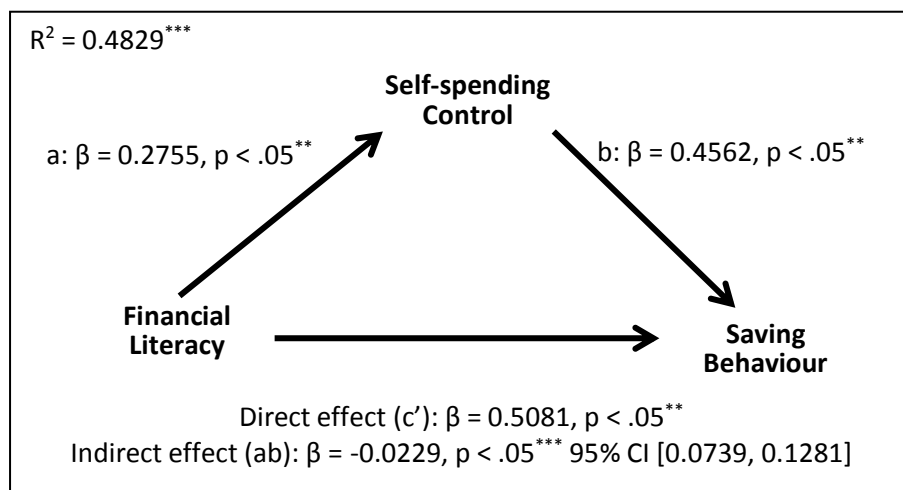 R² = 0.4829***
Self-spending
Control
a: β = 0.2755, p < .05**
b: β = 0.4562, p < .05**
Financial
Literacy
Saving
Behaviour
Direct effect (c’): β = 0.5081, p < .05**
Indirect effect (ab): β = -0.0229, p < .05*** 95% CI [0.0739, 0.1281]